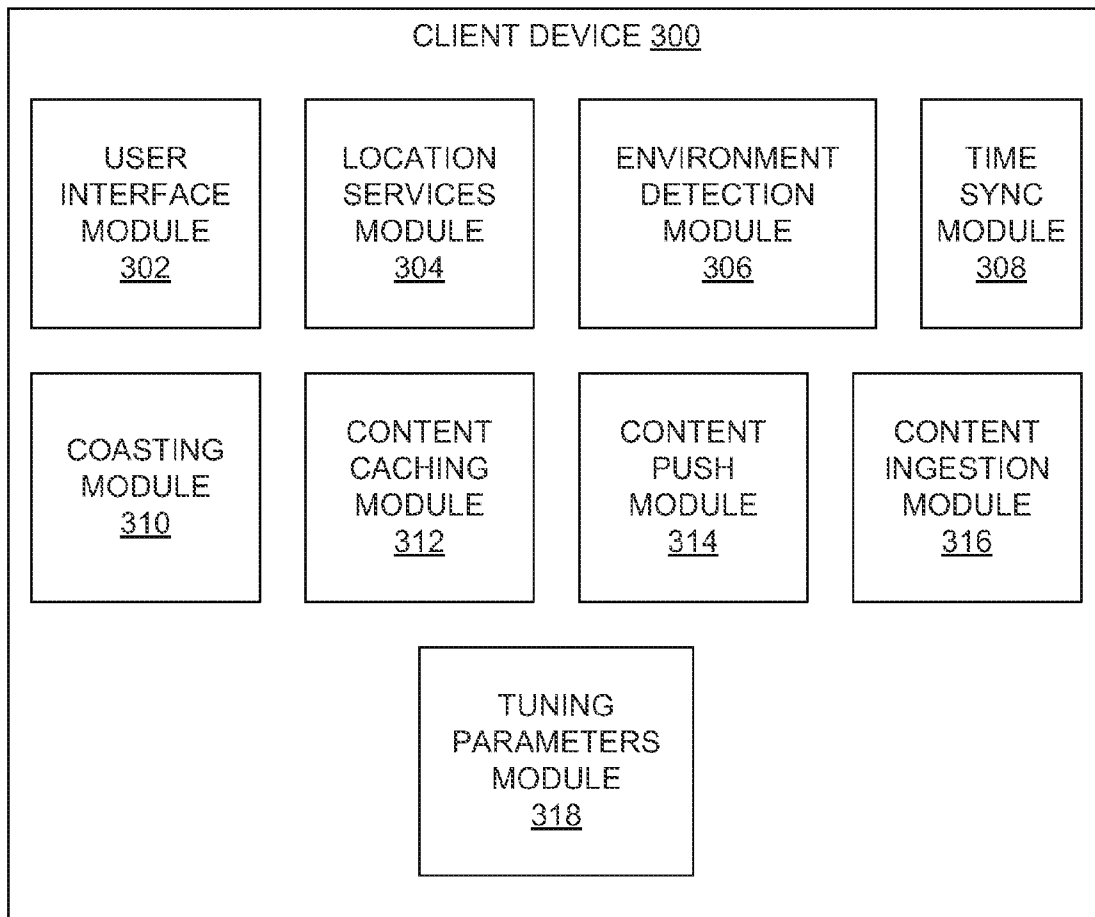 CLIENT DEVICE 300
USER
INTERFACE
MODULE
302
LOCATION
SERVICES
MODULE
304
ENVIRONMENT
DETECTION
MODULE
306
TIME
SYNC
MODULE
308
COASTING
MODULE
310
CONTENT
CACHING
MODULE
312
CONTENT
PUSH
MODULE
314
CONTENT
INGESTION
MODULE
316
TUNING
PARAMETERS
MODULE
318